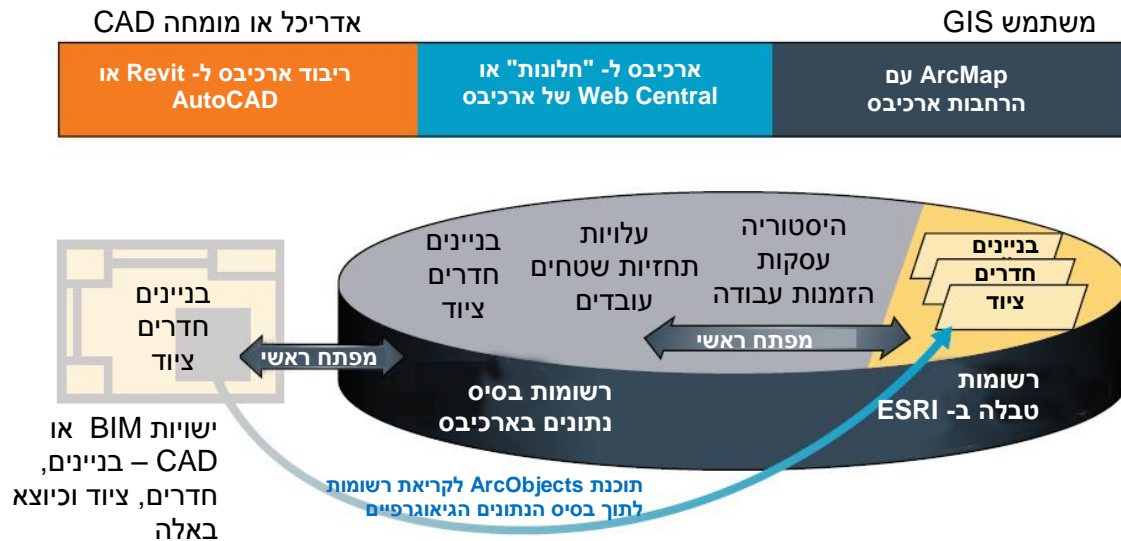 משתמש GIS
אדריכל או מומחה CAD
ArcMap עם
הרחבות ארכיבס
ארכיבס ל- "חלונות" או
Web Central של ארכיבס
ריבוד ארכיבס ל- Revit או
AutoCAD
בניינים
חדרים
ציוד
היסטוריה
עסקות
הזמנות עבודה
עלויות
תחזיות שטחים
עובדים
בניינים
חדרים
ציוד
בניינים
חדרים
ציוד
מפתח ראשי
מפתח ראשי
רשומות
טבלה ב- ESRI
רשומות בסיס
נתונים בארכיבס
ישויות BIM או
CAD – בניינים,
חדרים, ציוד וכיוצא
באלה
תוכנת ArcObjects לקריאת רשומות
לתוך בסיס הנתונים הגיאוגרפיים